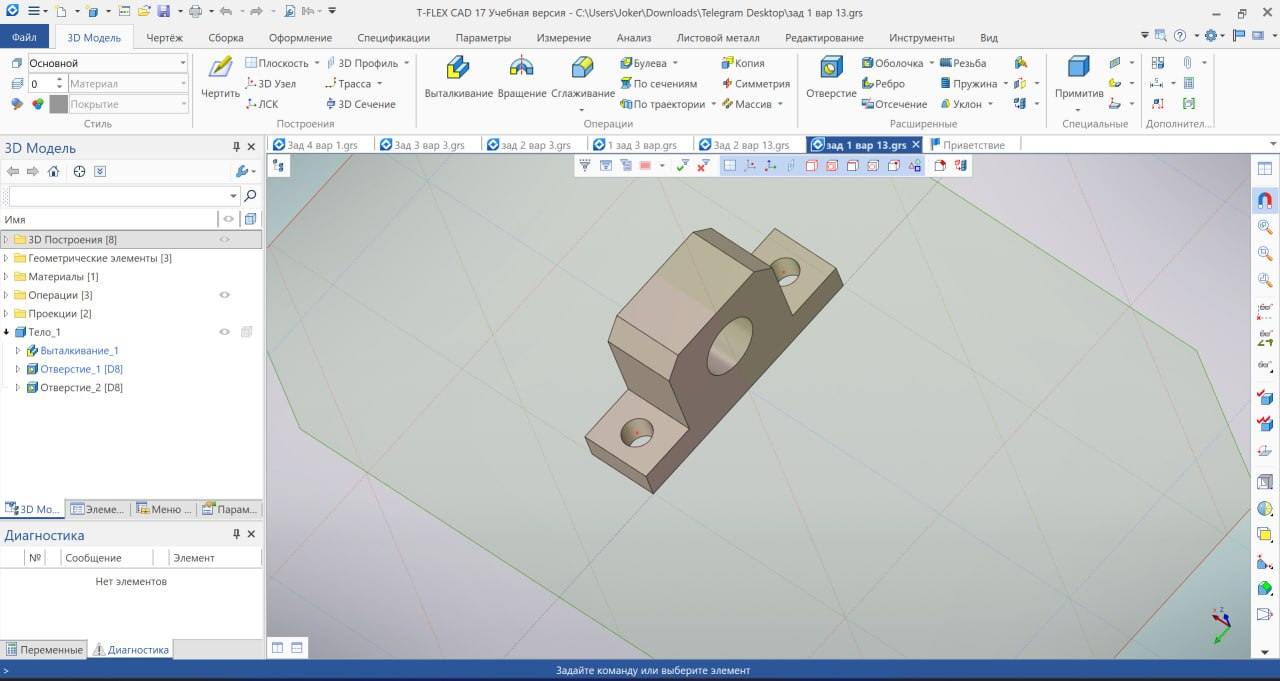 T-FLEX CAD 17 Учебная версия - C:\Users\Joker\Downloads\Telegram Desktop\зад 1 вар 13.grs
Файл 3D Модель Чертёж Сборка Оформление Спецификации Параметры Измерение Анализ Листовой металл Редактирование Инструменты Вид
Основной
0 Материал
Покрытие
Стиль
Чертить
Плоскость 3D Профиль
3D Узел Трасса
ЛСК 3D Сечение
Построения
Выталкивание Вращение Сглаживание
Булева Копия
По сечениям Симметрия
По траектории Массив
Операции
Отверстие
Оболочка Резьба
Ребро Пружина
Отсечение Уклон
Расширенные
Примитив
Специальные
Дополнител...
3D Модель
Зад 4 вар 1.grs Зад 3 вар 3.grs зад 2 вар 3.grs 1 зад 3 вар.grs Зад 2 вар 13.grs зад 1 вар 13.grs Приветствие
Имя
3D Построения [8]
Геометрические элементы [3]
Материалы [1]
Операции [3]
Проекции [2]
Тело_1
Выталкивание_1
Отверстие_1 [D8]
Отверстие_2 [D8]
3D Мо... Элеме... Меню ... Парам...
Диагностика
№ Сообщение Элемент
Нет элементов
Переменные Диагностика
X Z
> Задайте команду или выберите элемент